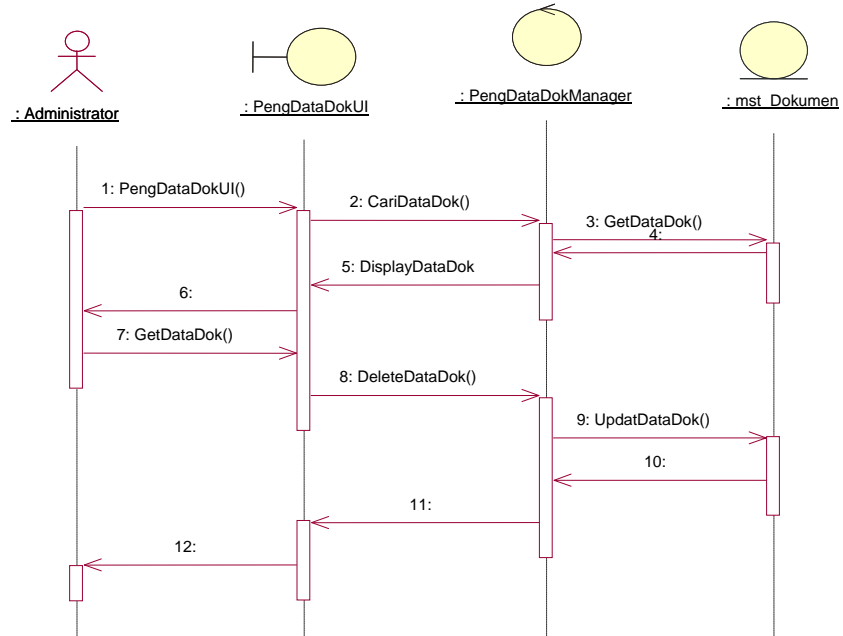 : Administrator
: PengDataDokUI
: PengDataDokManager
: mst_Dokumen
1: PengDataDokUI()
2: CariDataDok()
3: GetDataDok()
4:
5: DisplayDataDok
6:
7: GetDataDok()
8: DeleteDataDok()
9: UpdatDataDok()
10:
11:
12: